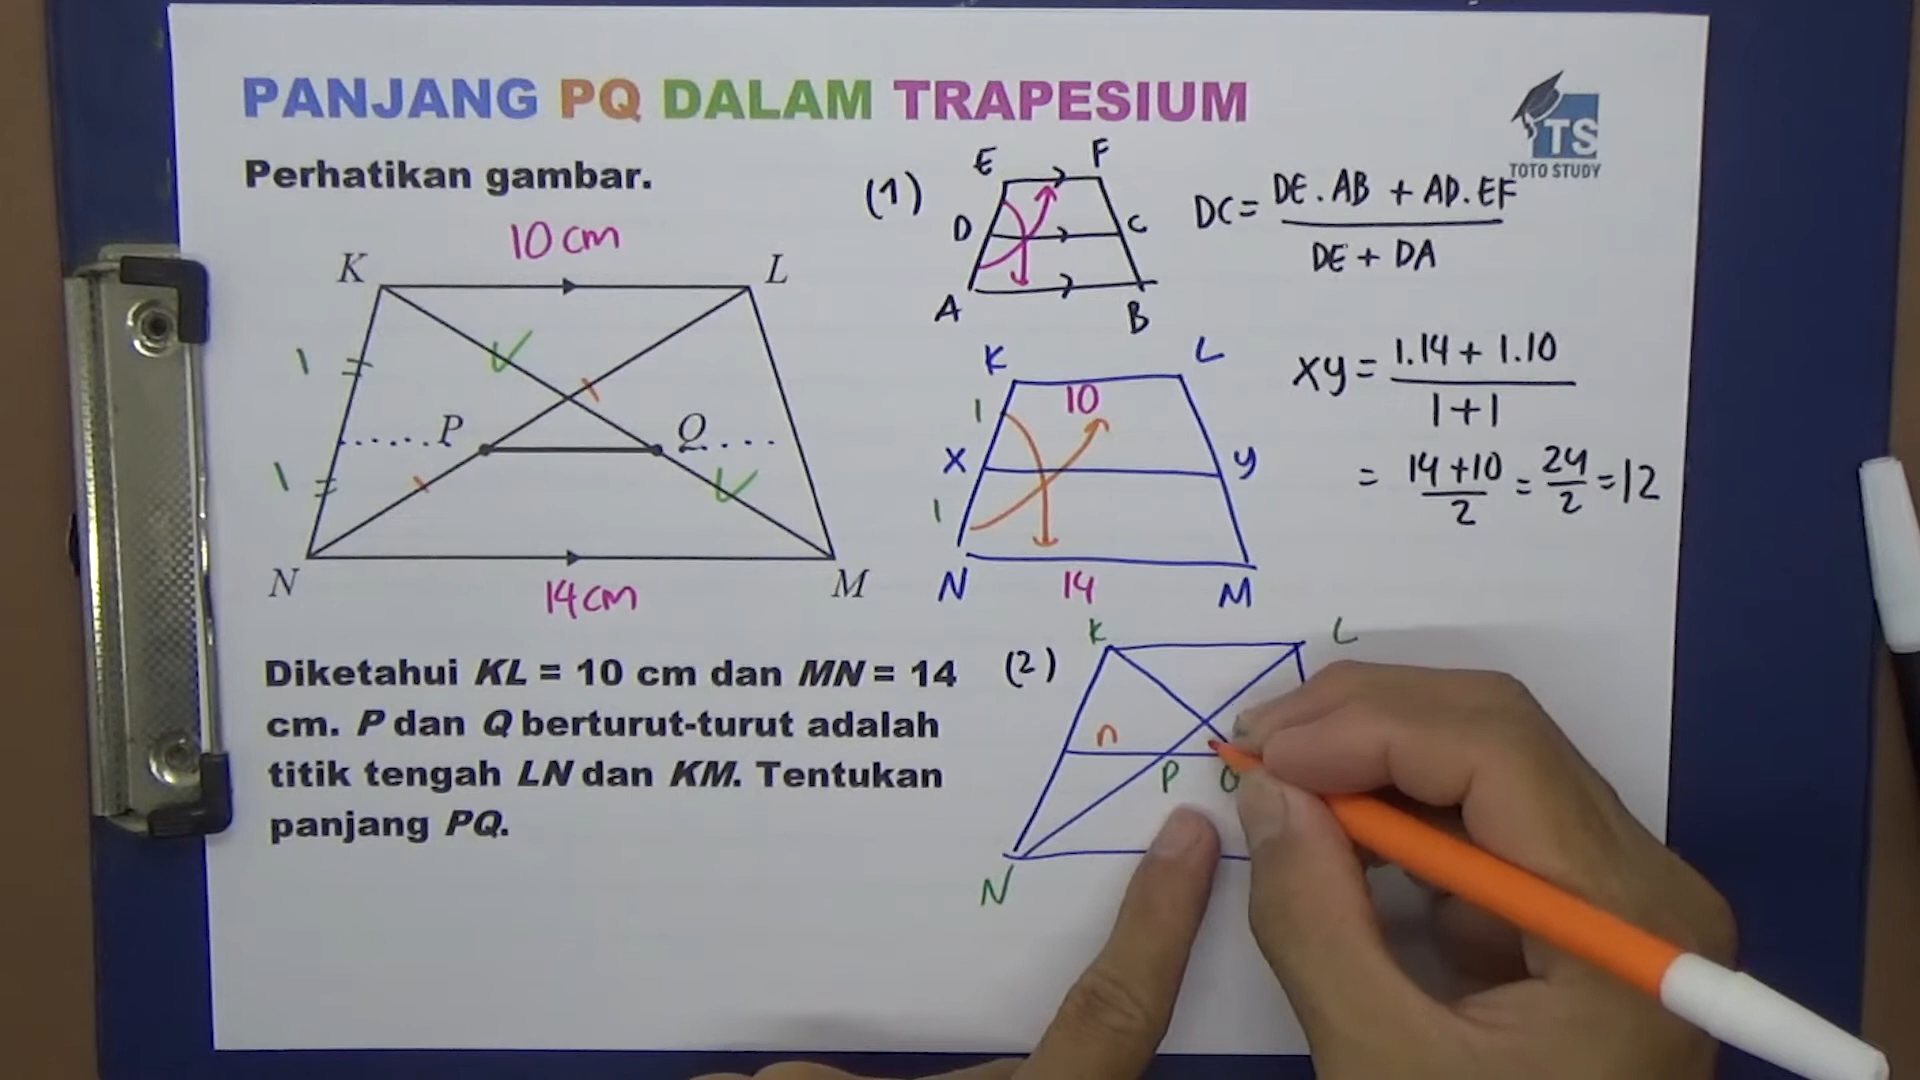 PANJANG PQ DALAM TRAPESIUM
TS
TOTO STUDY
Perhatikan gambar.
10 cm
K
L
1
P
Q
1
N
M
14 cm
Diketahui KL = 10 cm dan MN = 14
cm. P dan Q berturut-turut adalah
titik tengah LN dan KM. Tentukan
panjang PQ.
(1)
E F
D C
A B
DC = DE . AB + AD . EF
DE + DA
K L
1 10
X y
1
N 14 M
xy = 1.14 + 1.10
1 + 1
= 14 + 10 = 24 = 12
2 2
(2)
K L
n
P
N